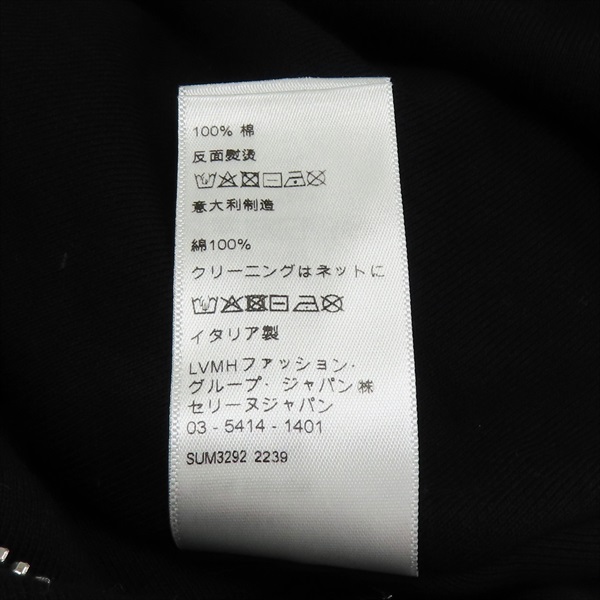 100% 棉
反面熨烫
意大利制造
綿100%
クリーニングはネットに
イタリア製
LVMHファッション・
グループ・ジャパン㈱
セリーヌジャパン
03 - 5414 - 1401
SUM3292 2239